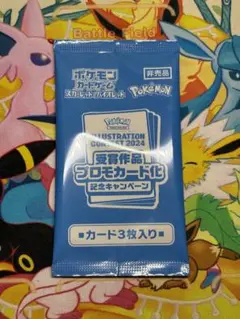 Battle Field
ポケモン
カードゲーム
スカーレット&バイオレット
非売品
Pokémon
Pokémon
ILLUSTRATION
CONTEST 2024
受賞作品
プロモカード化
記念キャンペーン
■カード3枚入り■